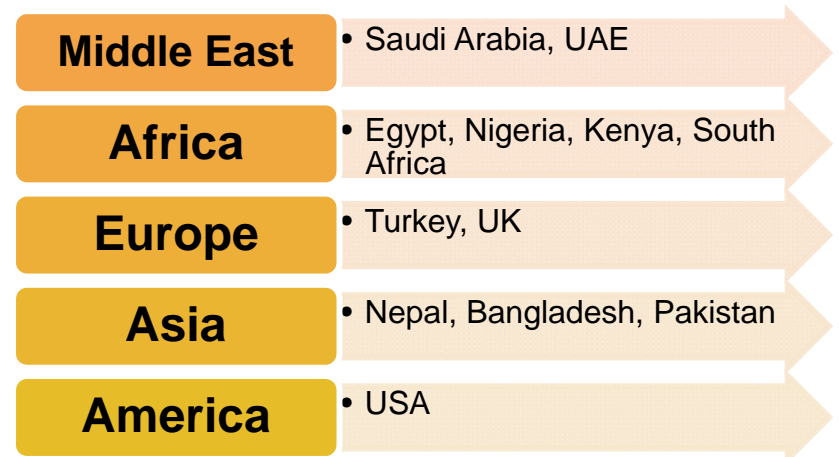 Middle East
• Saudi Arabia, UAE
Africa
• Egypt, Nigeria, Kenya, South
Africa
Europe
• Turkey, UK
Asia
• Nepal, Bangladesh, Pakistan
America
• USA